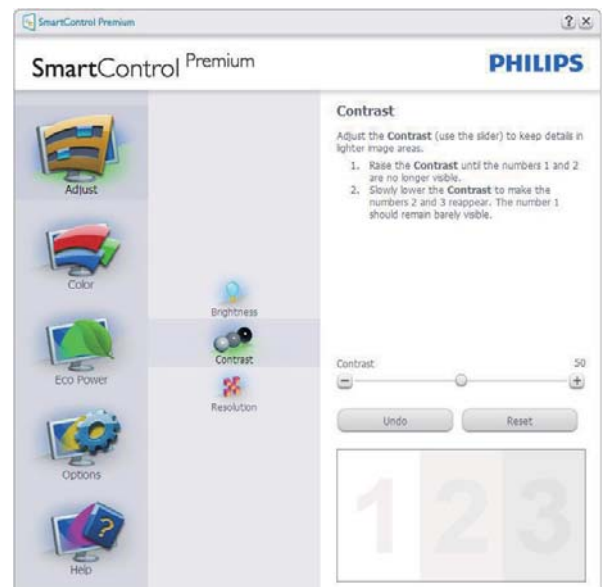 SmartControl Premium
SmartControl Premium
PHILIPS
Adjust
Color
Eco Power
Options
Help
Brightness
Contrast
Resolution
Contrast
Adjust the Contrast (use the slider) to keep details in
lighter image areas.
1. Raise the Contrast until the numbers 1 and 2
are no longer visible.
2. Slowly lower the Contrast to make the
numbers 2 and 3 reappear. The number 1
should remain barely visible.
Contrast 50
Undo Reset
1 2 3